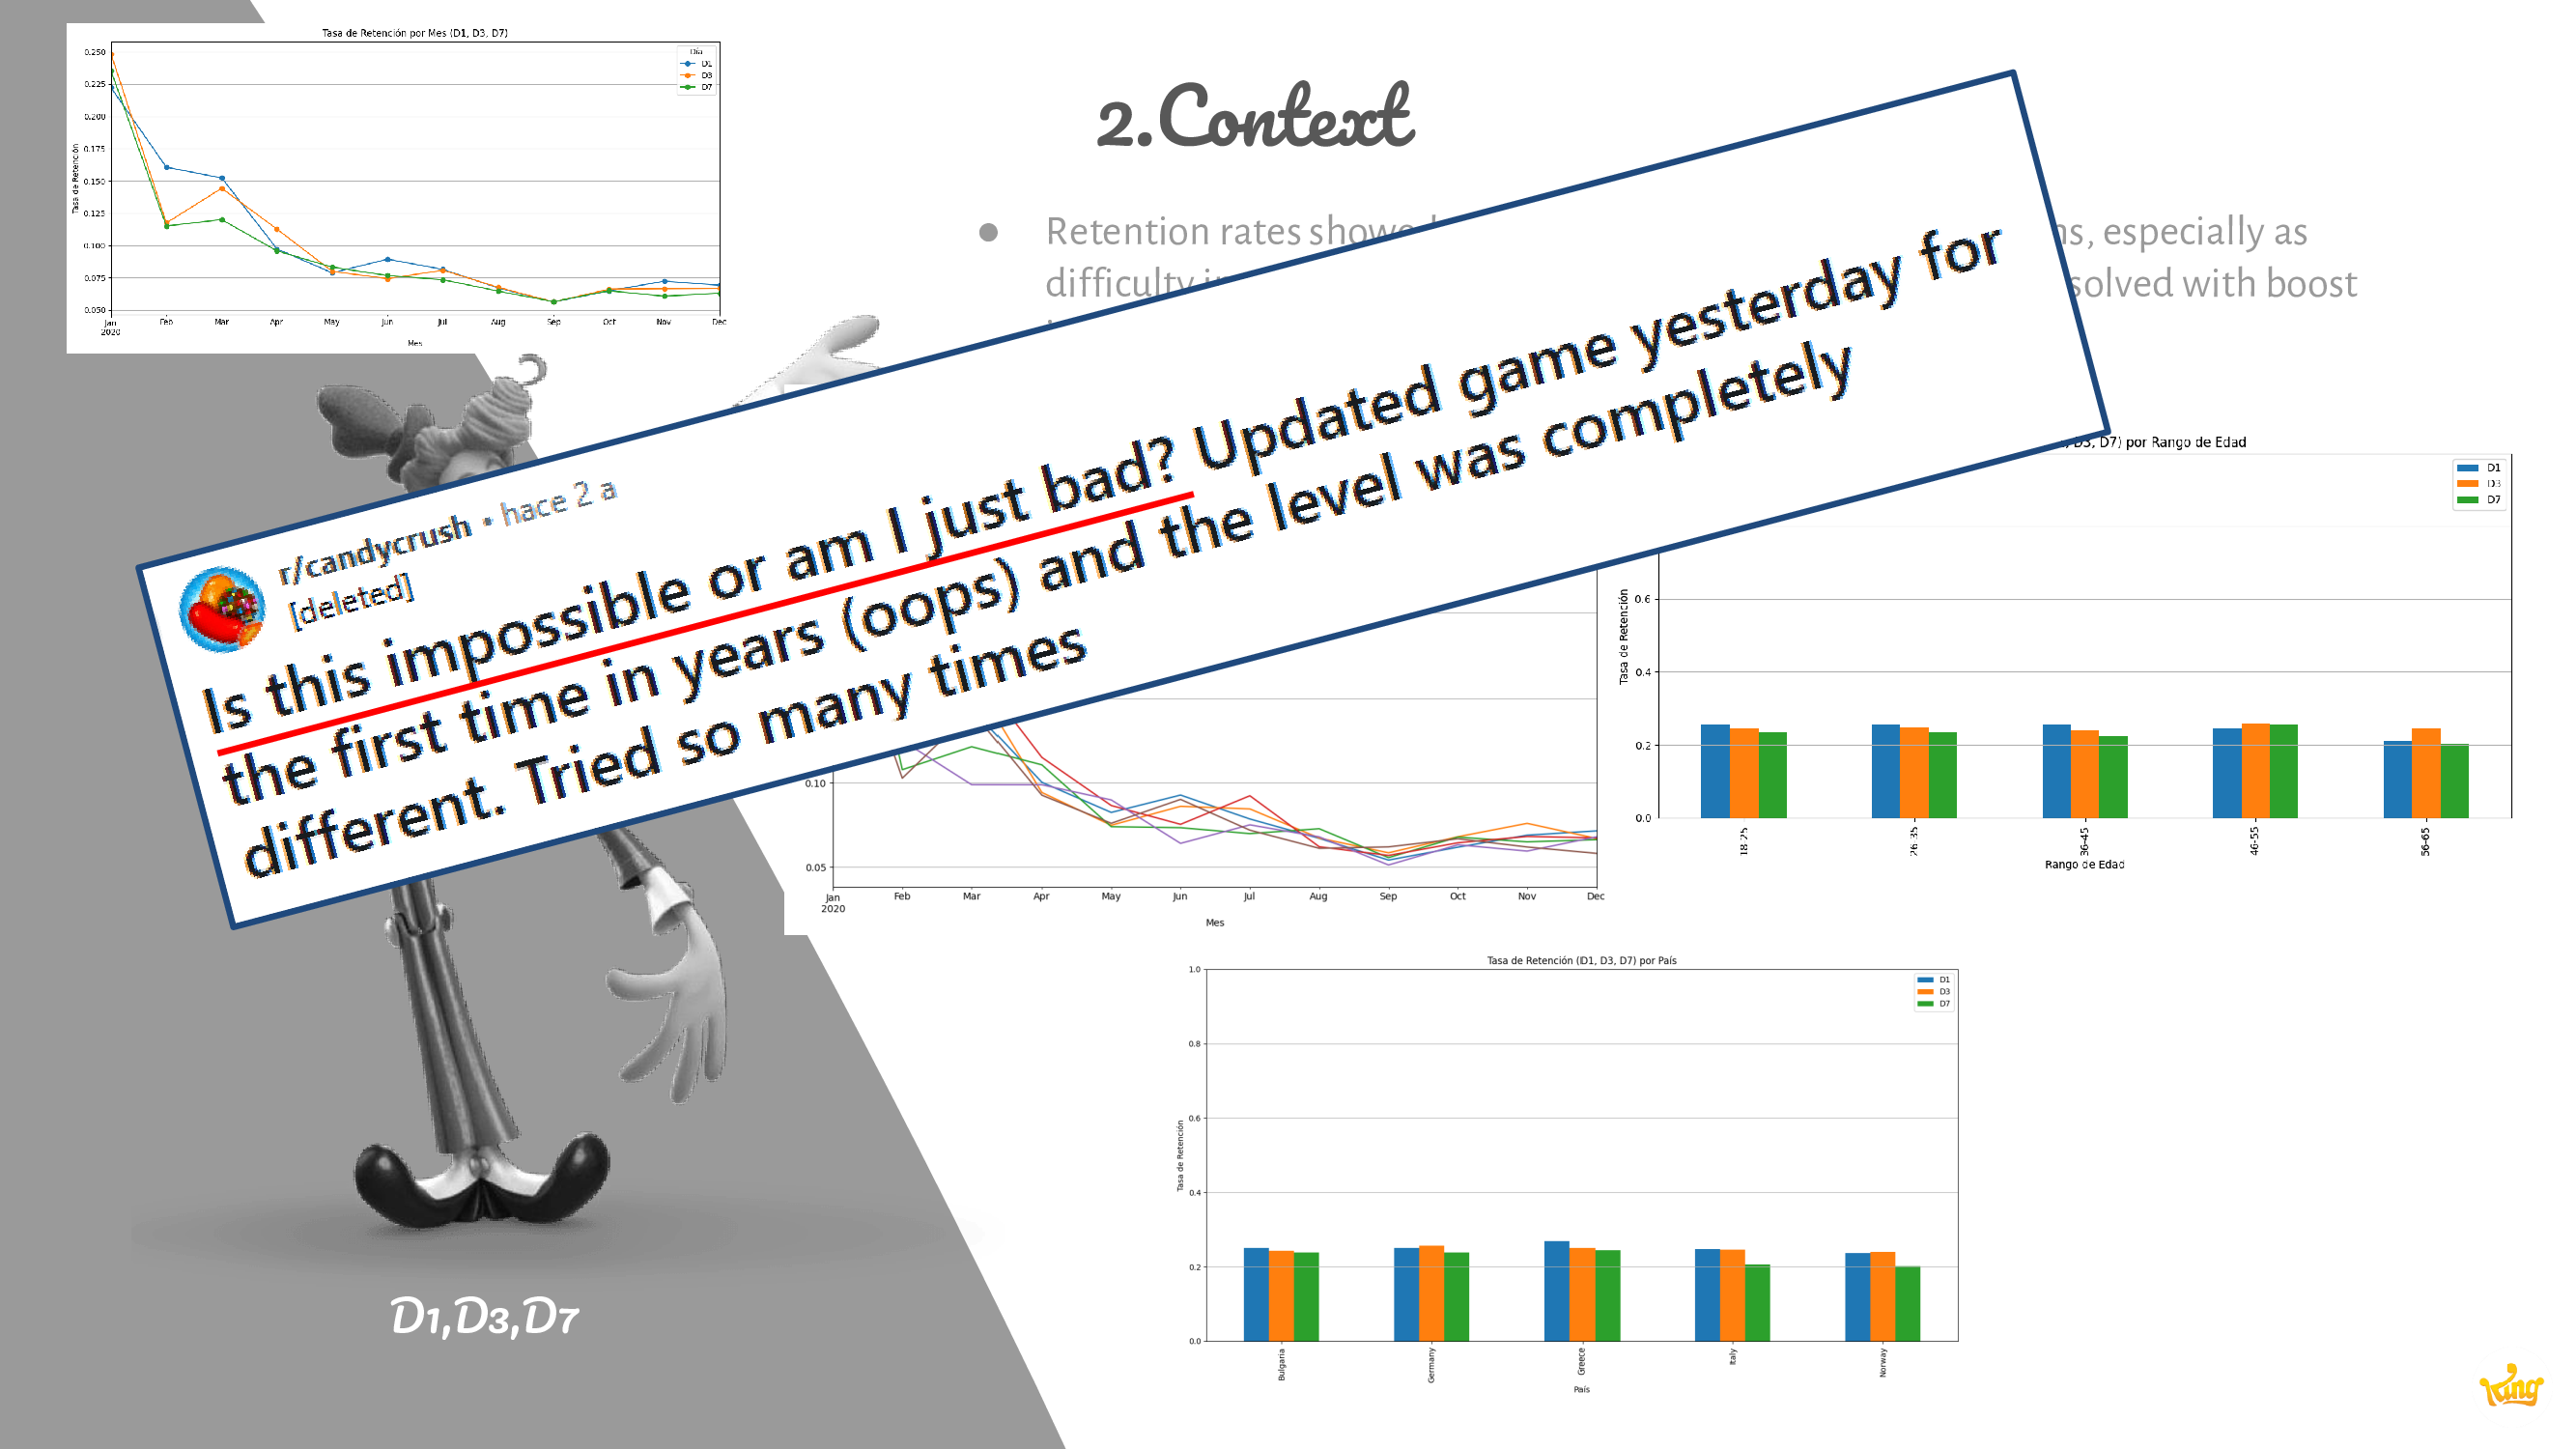 Tasa de Retención por Mes (D1, D3, D7)
Día
D1
D3
D7
0.250
0.225
0.200
0.175
0.150
0.125
0.100
0.075
0.050
Tasa de Retención
Jan Feb Mar Apr May Jun Jul Aug Sep Oct Nov Dec
2020
Mes
2.Context
● Retention rates especially as
difficulty solved with boost
r/candycrush • hace 2 a
[deleted]
Is this impossible or am I just bad? Updated game yesterday for
the first time in years (oops) and the level was completely
different. Tried so many times
0.10
0.05
Jan Feb Mar Apr May Jun Jul Aug Sep Oct Nov Dec
2020
Mes
D3, D7) por Rango de Edad
D1
D3
D7
0.6
0.4
0.2
0.0
Tasa de Retención
18-25 26-35 36-45 46-55 56-65
Rango de Edad
Tasa de Retención (D1, D3, D7) por País
D1
D3
D7
1.0
0.8
0.6
0.4
0.2
0.0
Tasa de Retención
Bulgaria Germany Greece Italy Norway
País
D1,D3,D7
King